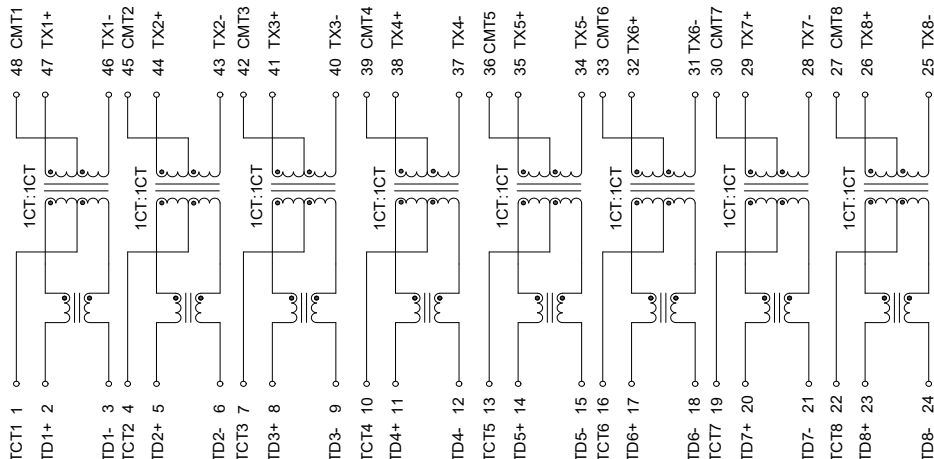 48 CMT1
47 TX1+
46 TX1-
45 CMT2
44 TX2+
43 TX2-
42 CMT3
41 TX3+
40 TX3-
39 CMT4
38 TX4+
37 TX4-
36 CMT5
35 TX5+
34 TX5-
33 CMT6
32 TX6+
31 TX6-
30 CMT7
29 TX7+
28 TX7-
27 CMT8
26 TX8+
25 TX8-
1CT:1CT
1CT:1CT
1CT:1CT
1CT:1CT
1CT:1CT
1CT:1CT
1CT:1CT
1CT:1CT
TCT1 1
TD1+ 2
TD1- 3
TCT2 4
TD2+ 5
TD2- 6
TCT3 7
TD3+ 8
TD3- 9
TCT4 10
TD4+ 11
TD4- 12
TCT5 13
TD5+ 14
TD5- 15
TCT6 16
TD6+ 17
TD6- 18
TCT7 19
TD7+ 20
TD7- 21
TCT8 22
TD8+ 23
TD8- 24